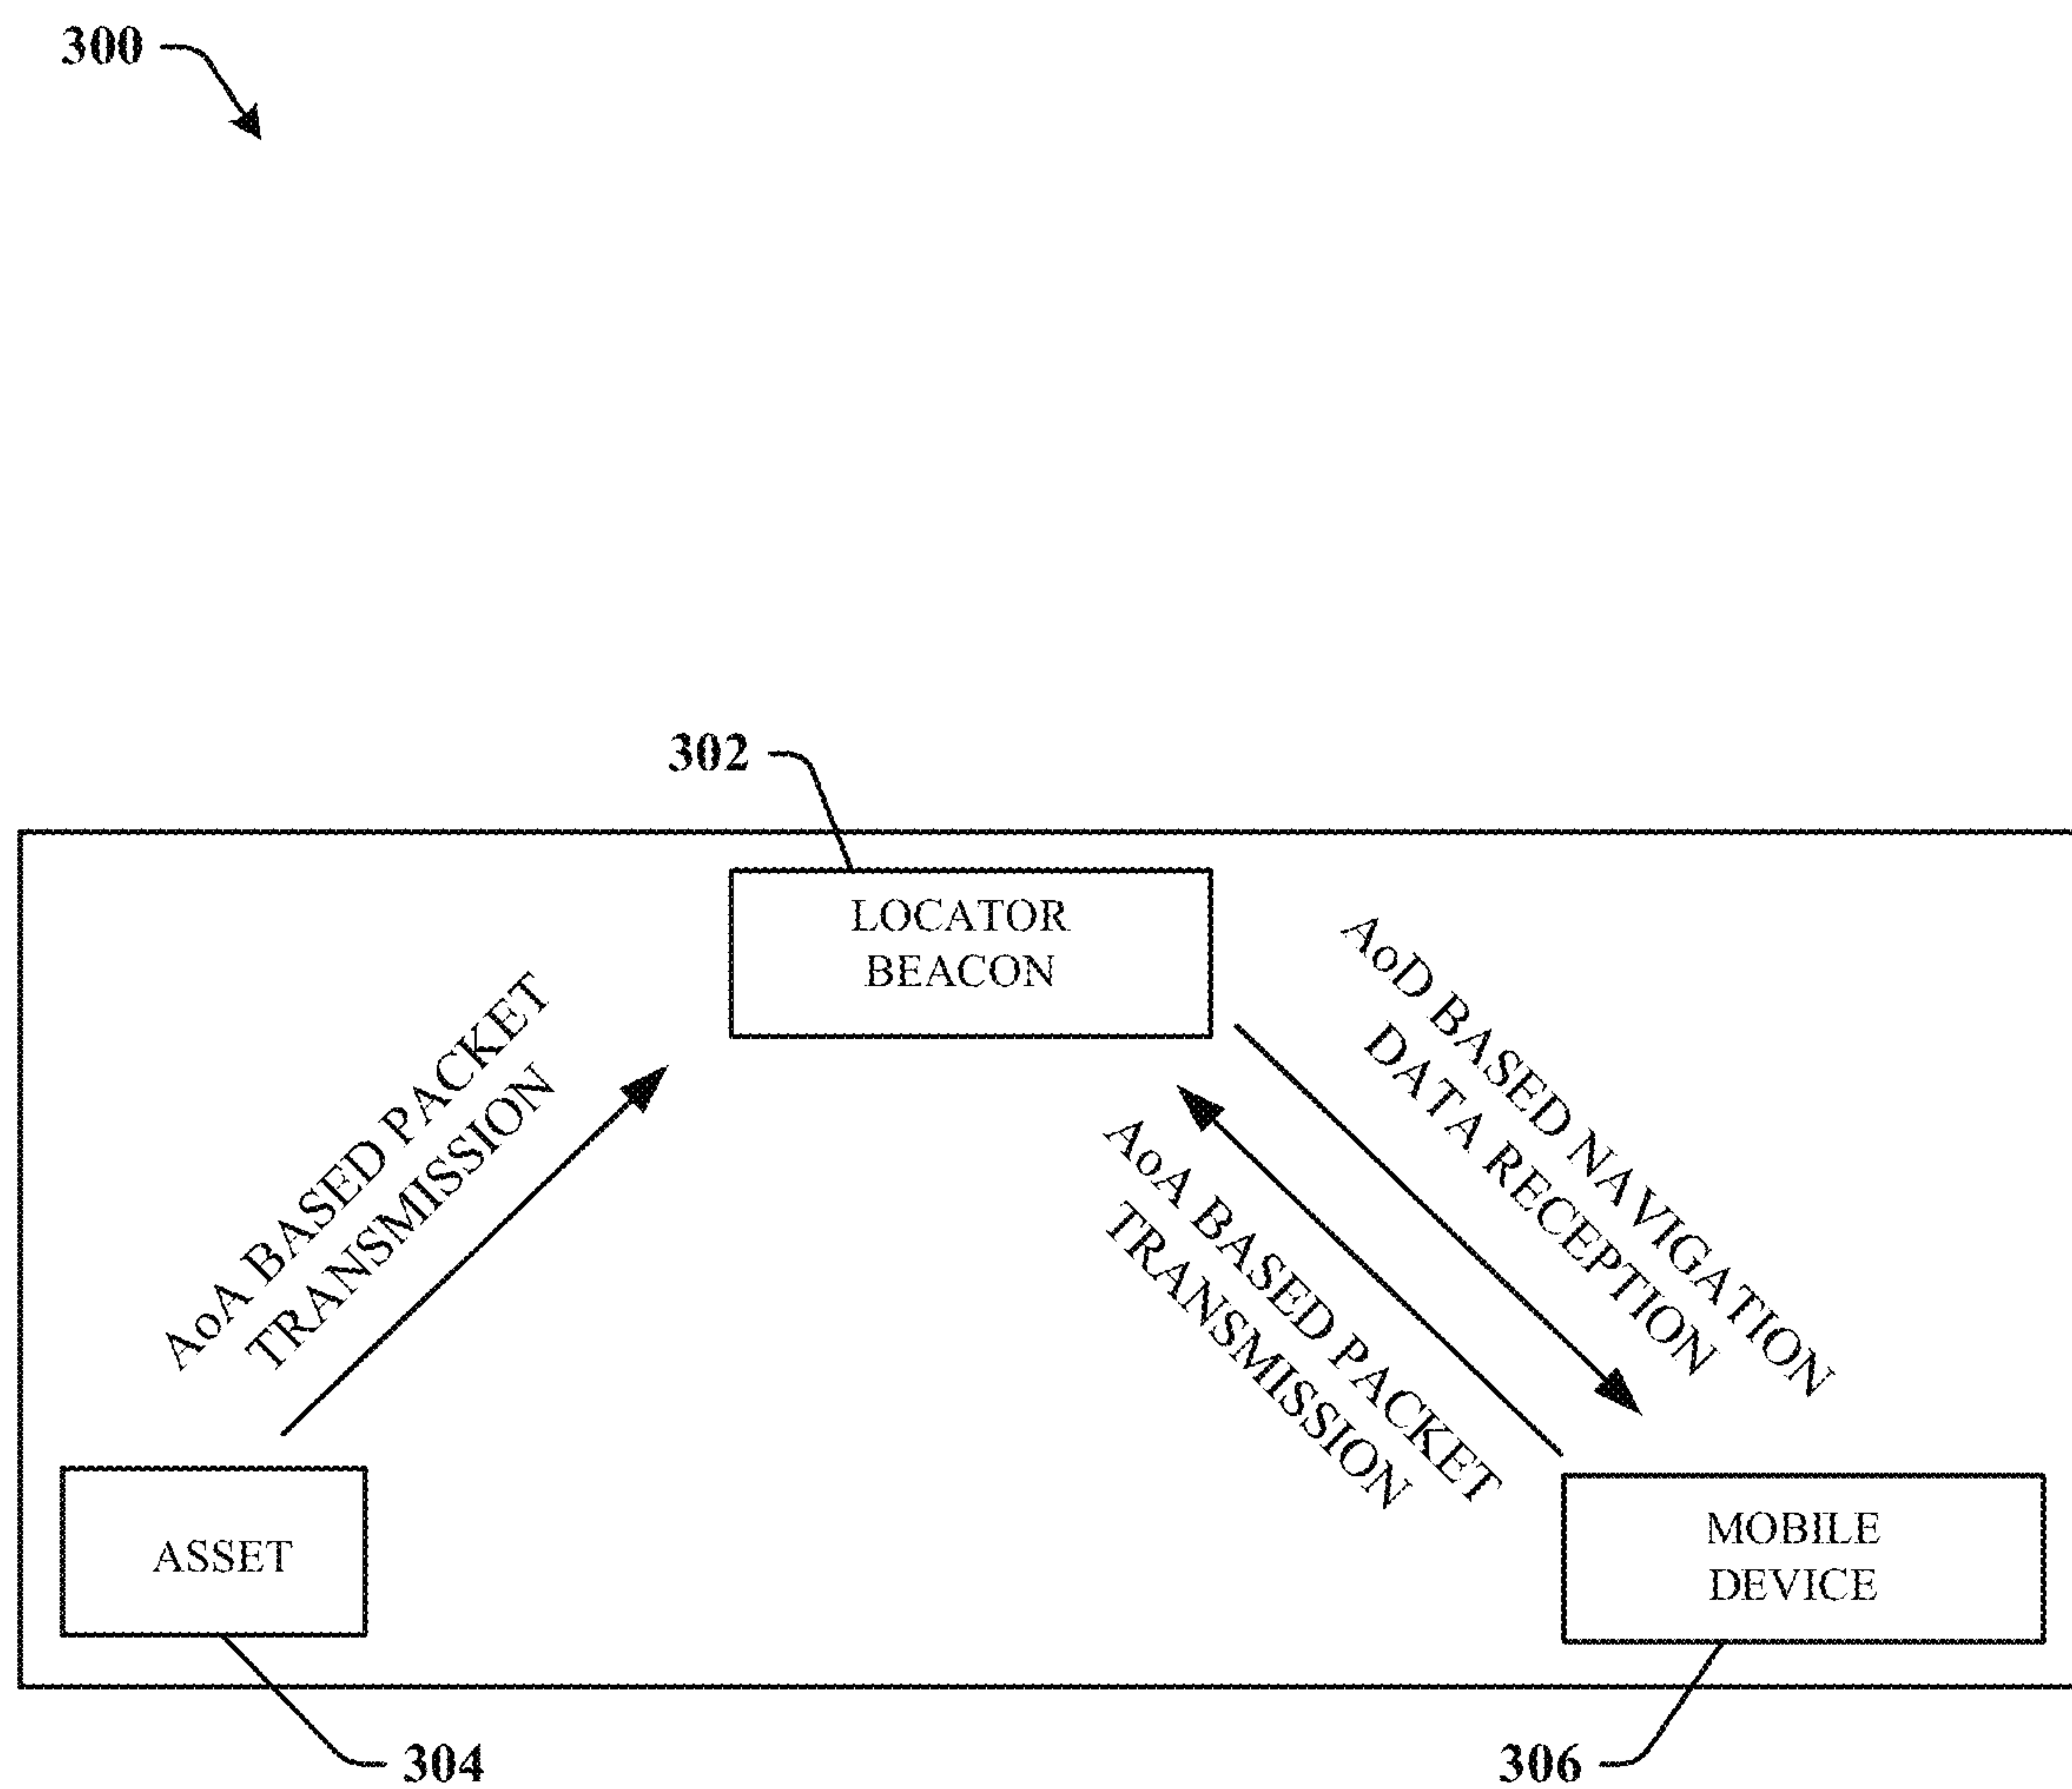 300
302
LOCATOR
BEACON
AoA BASED PACKET
TRANSMISSION
AoD BASED NAVIGATION
DATA RECEPTION
AoA BASED PACKET
TRANSMISSION
ASSET
MOBILE
DEVICE
304
306